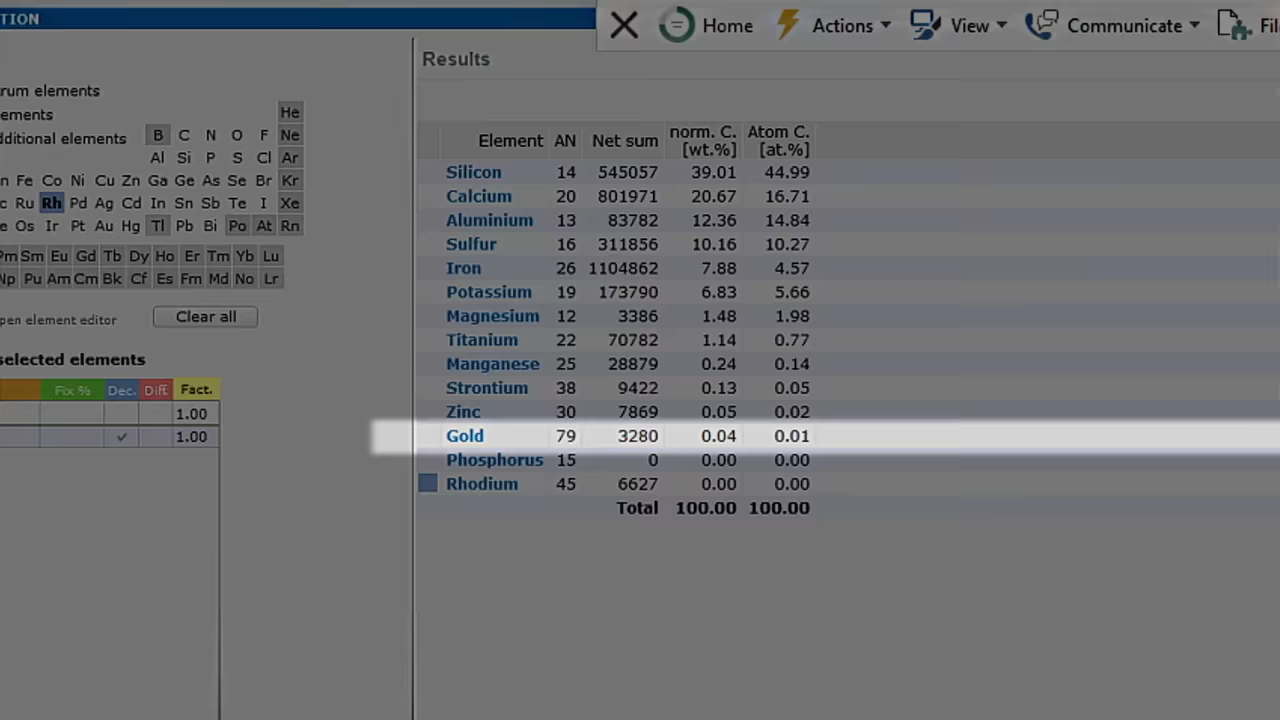 TION
Home Actions View Communicate Fil
Results
rum elements
ements
dditional elements
He
B C N O F Ne
Al Si P S Cl Ar
n Fe Co Ni Cu Zn Ga Ge As Se Br Kr
c Ru Rh Pd Ag Cd In Sn Sb Te I Xe
e Os Ir Pt Au Hg Tl Pb Bi Po At Rn
Pm Sm Eu Gd Tb Dy Ho Er Tm Yb Lu
Np Pu Am Cm Bk Cf Es Fm Md No Lr
pen element editor Clear all
selected elements
Fix % Dec. Diff. Fact.
1.00
1.00
Element AN Net sum norm. C. [wt.%] Atom C. [at.%]
Silicon 14 545057 39.01 44.99
Calcium 20 801971 20.67 16.71
Aluminium 13 83782 12.36 14.84
Sulfur 16 311856 10.16 10.27
Iron 26 1104862 7.88 4.57
Potassium 19 173790 6.83 5.66
Magnesium 12 3386 1.48 1.98
Titanium 22 70782 1.14 0.77
Manganese 25 28879 0.24 0.14
Strontium 38 9422 0.13 0.05
Zinc 30 7869 0.05 0.02
Gold 79 3280 0.04 0.01
Phosphorus 15 0 0.00 0.00
Rhodium 45 6627 0.00 0.00
Total 100.00 100.00